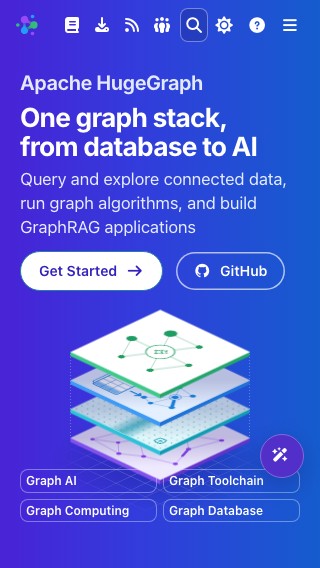 Apache HugeGraph
One graph stack,
from database to AI
Query and explore connected data,
run graph algorithms, and build
GraphRAG applications
Get Started
GitHub
Graph AI
Graph Toolchain
Graph Computing
Graph Database